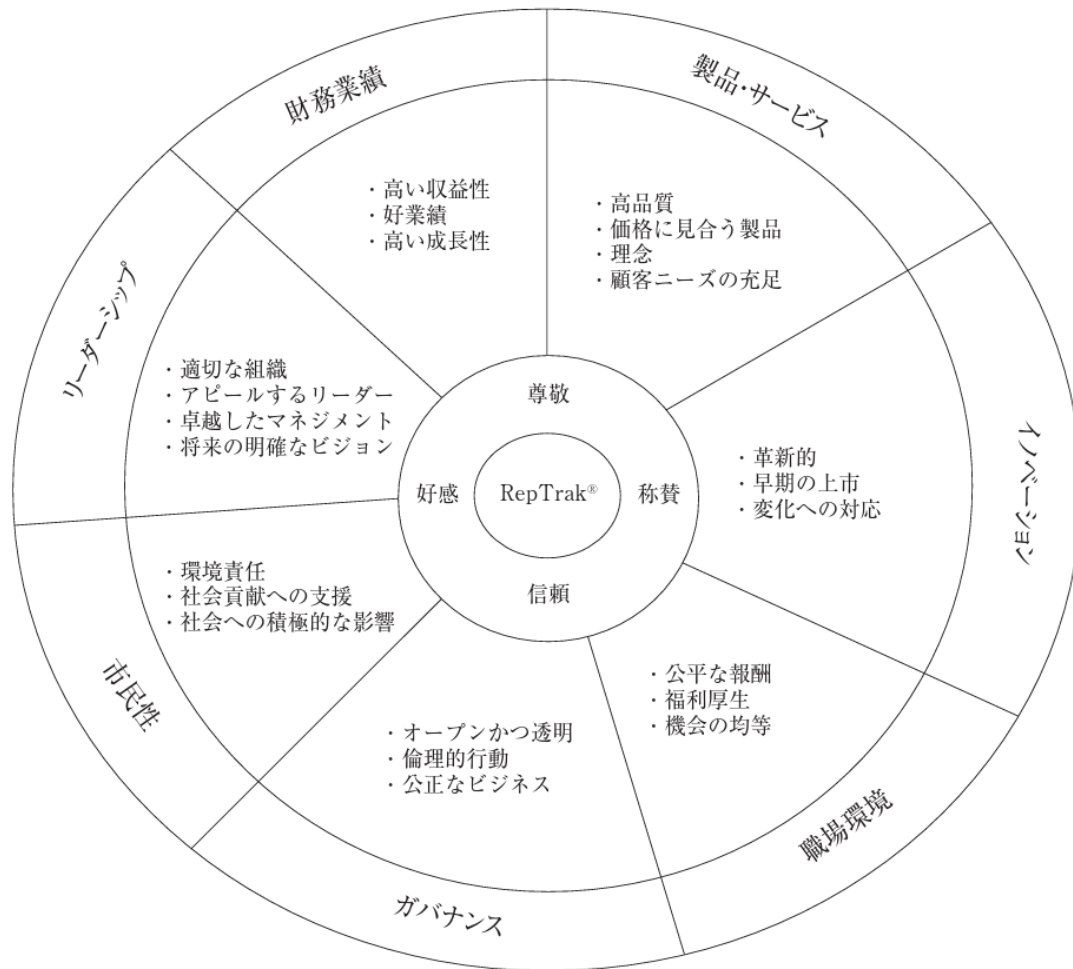 財務業績
・高い収益性
・好業績
・高い成長性
製品・サービス
・高品質
・価格に見合う製品
・理念
・顧客ニーズの充足
イノベーション
・革新的
・早期の上市
・変化への対応
職場環境
・公平な報酬
・福利厚生
・機会の均等
ガバナンス
・オープンかつ透明
・倫理的行動
・公正なビジネス
市民性
・環境責任
・社会貢献への支援
・社会への積極的な影響
リーダーシップ
・適切な組織
・アピールするリーダー
・卓越したマネジメント
・将来の明確なビジョン
尊敬
好感
RepTrak®
称賛
信頼